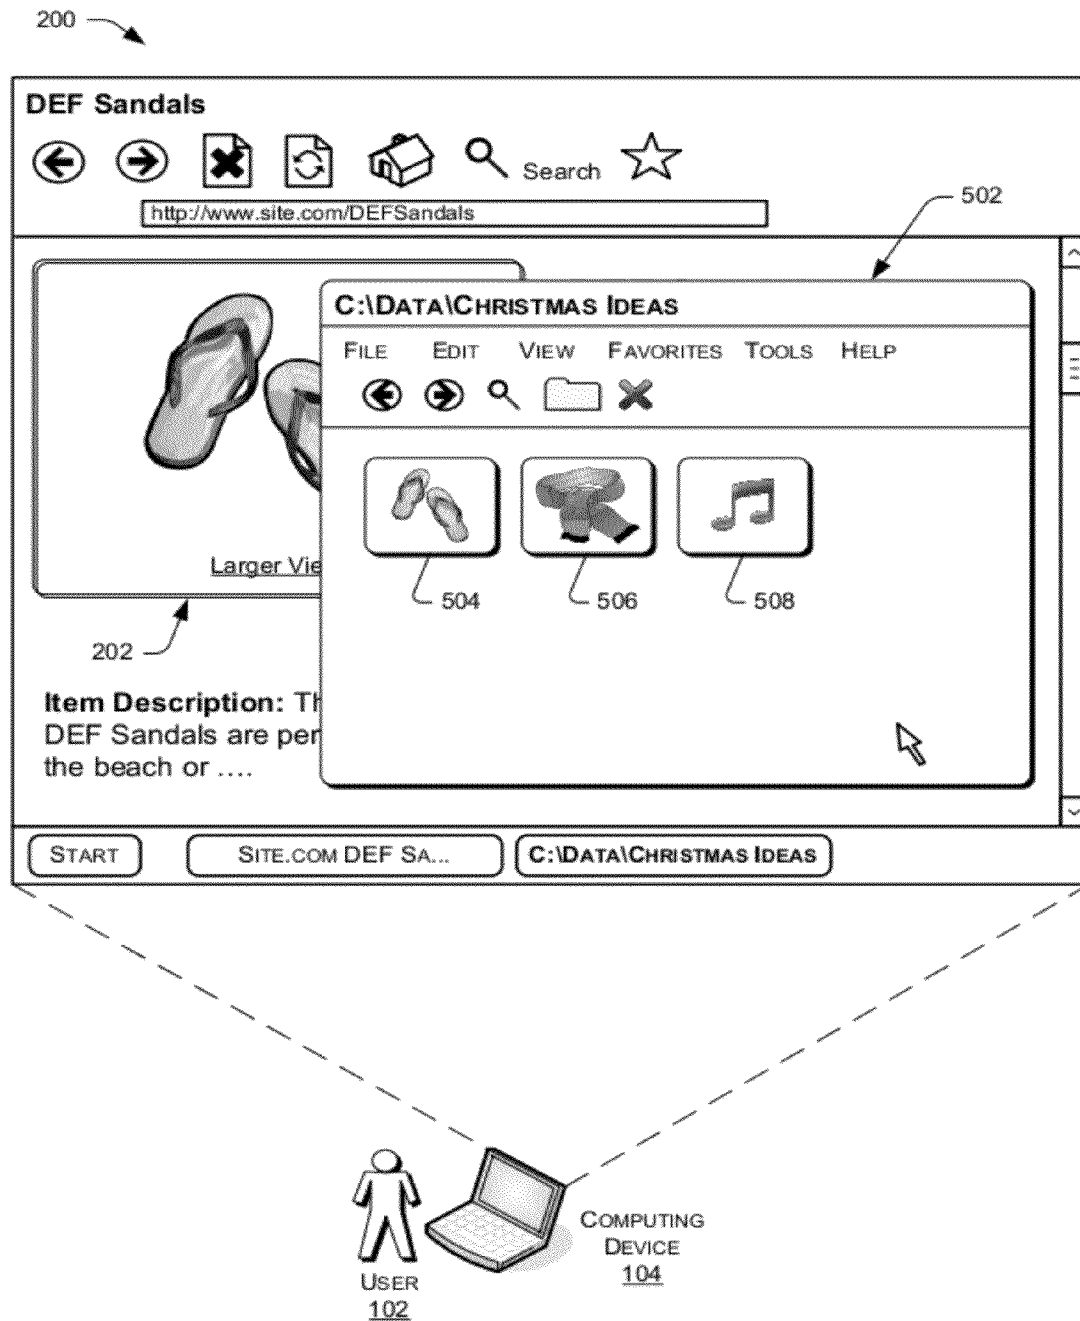 200
DEF Sandals
Search
http://www.site.com/DEFSandals
502
C:\DATA\CHRISTMAS IDEAS
FILE EDIT VIEW FAVORITES TOOLS HELP
Larger Vie
504 506 508
202
Item Description: Th
DEF Sandals are per
the beach or ....
START SITE.COM DEF SA... C:\DATA\CHRISTMAS IDEAS
COMPUTING
DEVICE
104
USER
102